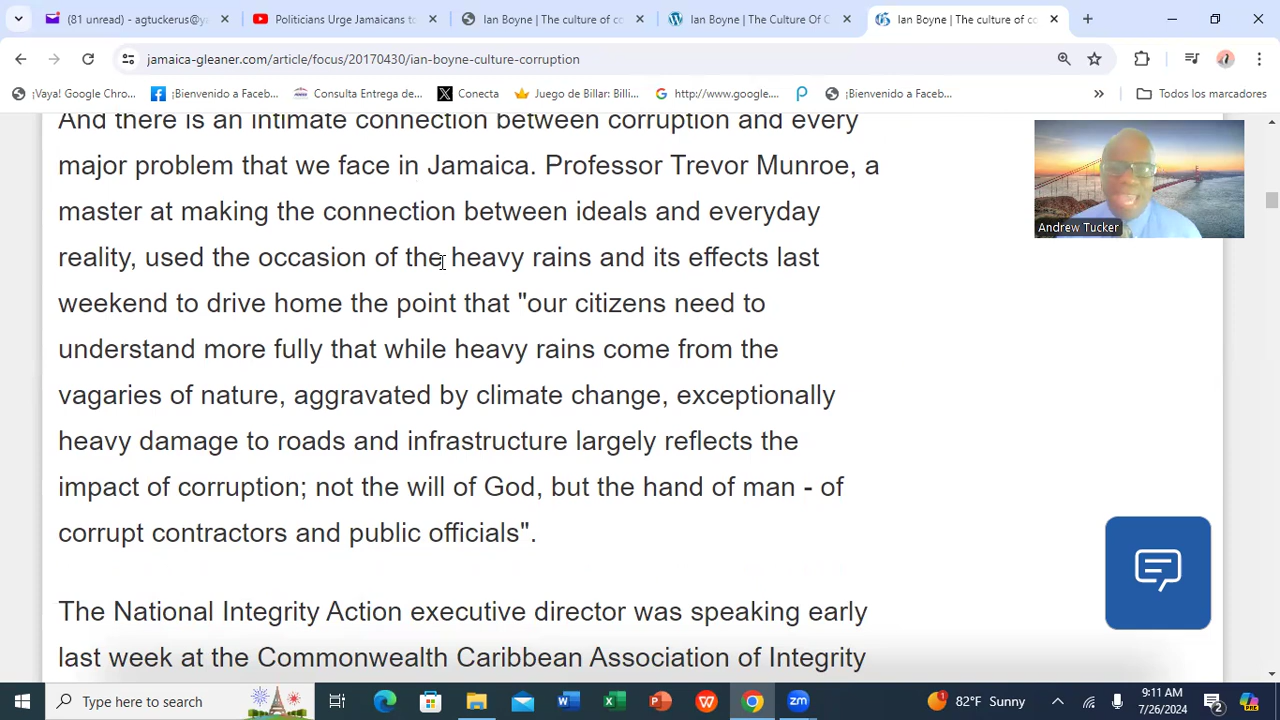 (81 unread) - agtuckerus@y
Politicians Urge Jamaicans to
Ian Boyne | The culture of co
Ian Boyne | The Culture Of C
Ian Boyne | The culture of co
jamaica-gleaner.com/article/focus/20170430/ian-boyne-culture-corruption
¡Vaya! Google Chro...
¡Bienvenido a Faceb...
Consulta Entrega de...
Conecta
Juego de Billar: Billi...
http://www.google....
¡Bienvenido a Faceb...
»
Todos los marcadores
And there is an intimate connection between corruption and every
major problem that we face in Jamaica. Professor Trevor Munroe, a
master at making the connection between ideals and everyday
reality, used the occasion of the heavy rains and its effects last
weekend to drive home the point that "our citizens need to
understand more fully that while heavy rains come from the
vagaries of nature, aggravated by climate change, exceptionally
heavy damage to roads and infrastructure largely reflects the
impact of corruption; not the will of God, but the hand of man - of
corrupt contractors and public officials".
The National Integrity Action executive director was speaking early
last week at the Commonwealth Caribbean Association of Integrity
Andrew Tucker
Type here to search
82°F Sunny
9:11 AM
7/26/2024